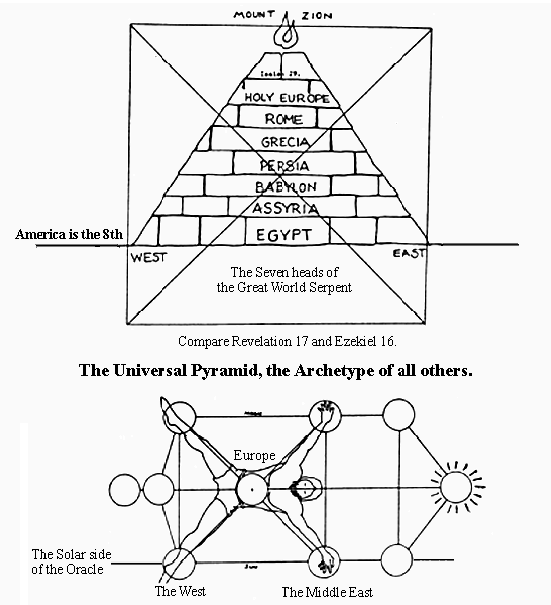 MOUNT ZION
Isaiah 19.
HOLY EUROPE
ROME
GRECIA
PERSIA
BABYLON
ASSYRIA
EGYPT
America is the 8th
WEST
EAST
The Seven heads of
the Great World Serpent
Compare Revelation 17 and Ezekiel 16.
The Universal Pyramid, the Archetype of all others.
Europe
The Solar side
of the Oracle
The West
The Middle East